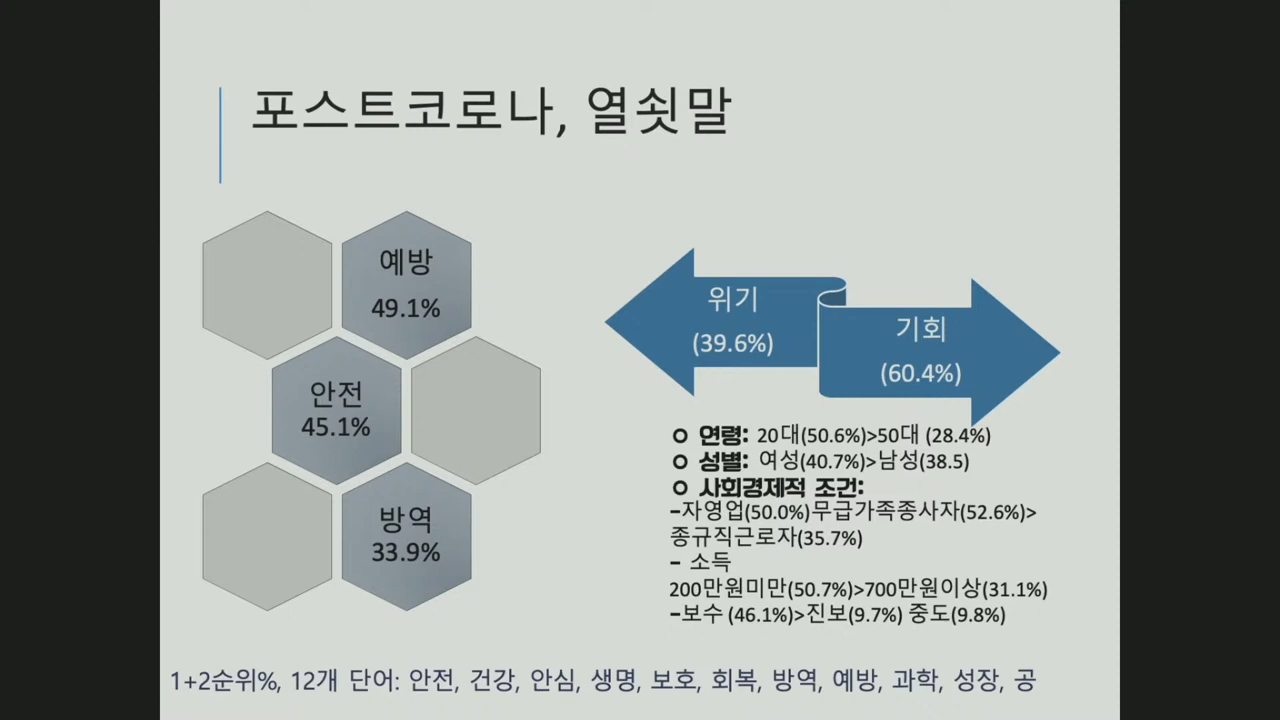 포스트코로나, 열쇳말
예방
49.1%
안전
45.1%
방역
33.9%
위기
(39.6%)
기회
(60.4%)
연령: 20대(50.6%)>50대 (28.4%)
성별: 여성(40.7%)>남성(38.5)
사회경제적 조건:
-자영업(50.0%)무급가족종사자(52.6%)>
종규직근로자(35.7%)
- 소득
200만원미만(50.7%)>700만원이상(31.1%)
-보수 (46.1%)>진보(9.7%) 중도(9.8%)
1+2순위%, 12개 단어: 안전, 건강, 안심, 생명, 보호, 회복, 방역, 예방, 과학, 성장, 공